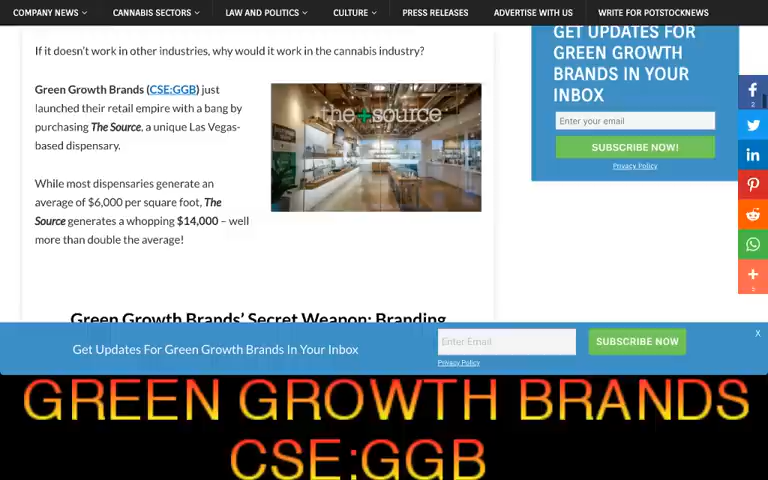 COMPANY NEWS
CANNABIS SECTORS
LAW AND POLITICS
CULTURE
PRESS RELEASES
ADVERTISE WITH US
WRITE FOR POTSTOCKNEWS
If it doesn't work in other industries, why would it work in the cannabis industry?
Green Growth Brands (CSE:GGB) just
launched their retail empire with a bang by
purchasing The Source, a unique Las Vegas-
based dispensary.
the+source
While most dispensaries generate an
average of $6,000 per square foot, The
Source generates a whopping $14,000 – well
more than double the average!
Green Growth Brands' Secret Weapon: Branding
GET UPDATES FOR
GREEN GROWTH
BRANDS IN YOUR
INBOX
Enter your email
SUBSCRIBE NOW!
Privacy Policy
2
5
Get Updates For Green Growth Brands In Your Inbox
Enter Email
SUBSCRIBE NOW
X
Privacy Policy
GREEN GROWTH BRANDS
CSE:GGB